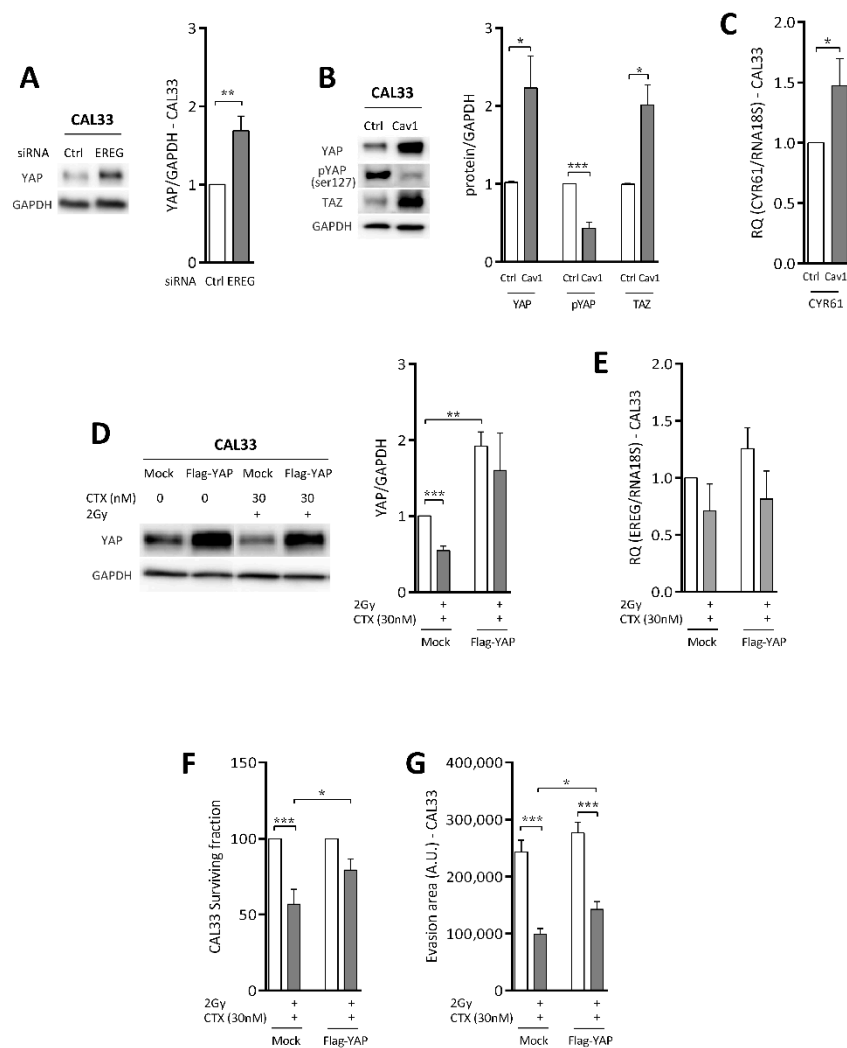 A
CAL33
siRNA Ctrl EREG
YAP
GAPDH
YAP/GAPDH - CAL33
3
2
1
0
**
siRNA Ctrl EREG
B
CAL33
Ctrl Cav1
YAP
pYAP
(ser127)
TAZ
GAPDH
protein/GAPDH
3
2
1
0
*
***
*
Ctrl Cav1 Ctrl Cav1 Ctrl Cav1
YAP pYAP TAZ
C
RQ (CYR61/RNA18S) - CAL33
2.0
1.5
1.0
0.5
0.0
*
Ctrl Cav1
CYR61
D
CAL33
Mock Flag-YAP Mock Flag-YAP
CTX (nM) 0 0 30 30
2Gy + +
YAP
GAPDH
YAP/GAPDH
3
2
1
0
**
***
2Gy + +
CTX (30nM) + +
Mock Flag-YAP
E
RQ (EREG/RNA18S) - CAL33
2.0
1.5
1.0
0.5
0.0
2Gy + +
CTX (30nM) + +
Mock Flag-YAP
F
CAL33 Surviving fraction
150
100
50
0
*
***
2Gy + +
CTX (30nM) + +
Mock Flag-YAP
G
Evasion area (A.U.) - CAL33
400,000
300,000
200,000
100,000
0
*
***
***
2Gy + +
CTX (30nM) + +
Mock Flag-YAP